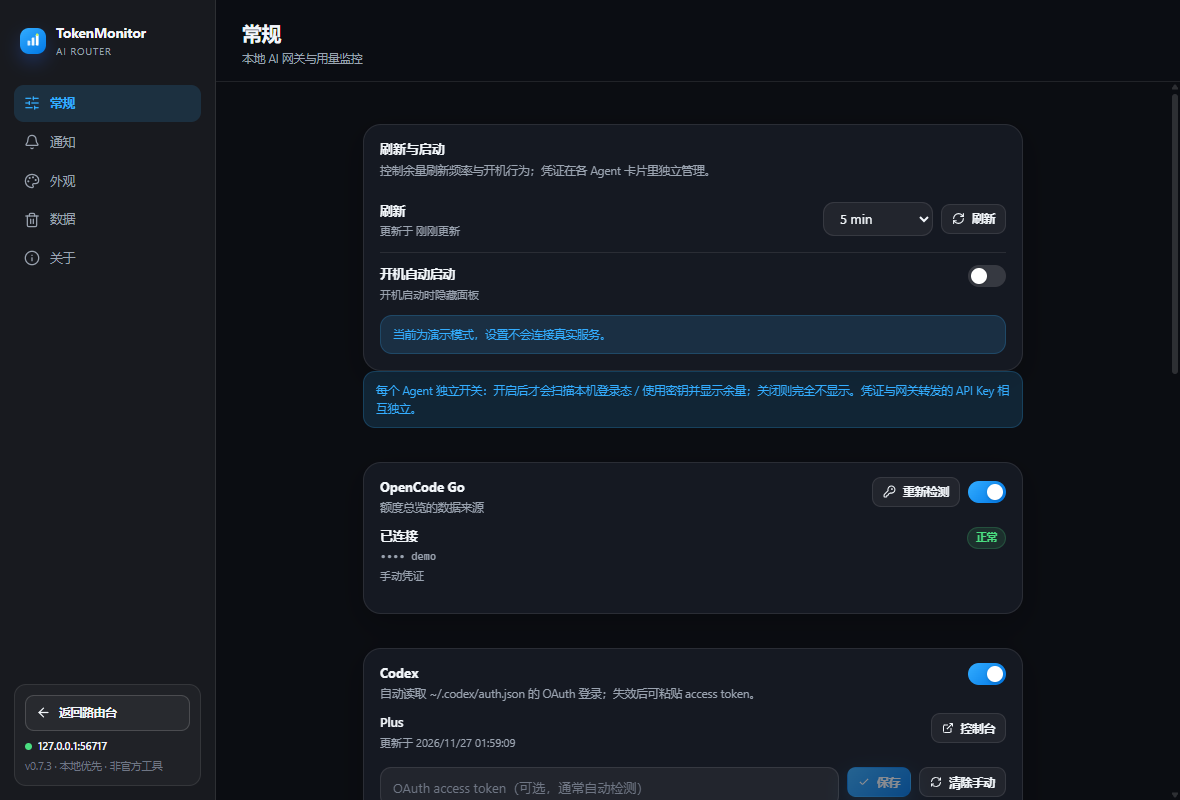 TokenMonitor
AI ROUTER
常规
通知
外观
数据
关于
返回路由台
127.0.0.1:56717
v0.7.3 · 本地优先 · 非官方工具
常规
本地 AI 网关与用量监控
刷新与启动
控制余量刷新频率与开机行为；凭证在各 Agent 卡片里独立管理。
刷新
更新于 刚刚更新
5 min
刷新
开机自动启动
开机启动时隐藏面板
当前为演示模式，设置不会连接真实服务。
每个 Agent 独立开关：开启后才会扫描本机登录态 / 使用密钥并显示余量；关闭则完全不显示。凭证与网关转发的 API Key 相
互独立。
OpenCode Go
额度总览的数据来源
重新检测
已连接
•••• demo
手动凭证
正常
Codex
自动读取 ~/.codex/auth.json 的 OAuth 登录；失效后可粘贴 access token。
Plus
更新于 2026/11/27 01:59:09
控制台
OAuth access token（可选，通常自动检测）
保存
清除手动